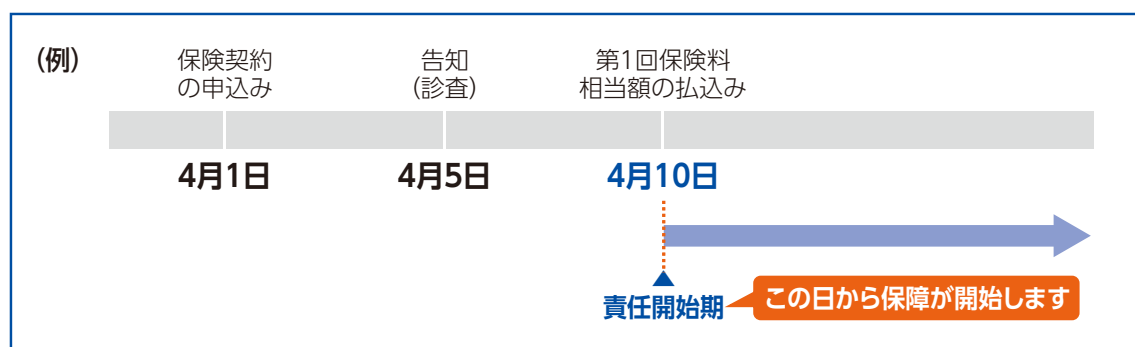 (例)
保険契約
の申込み
告知
(診査)
第1回保険料
相当額の払込み
4月1日
4月5日
4月10日
責任開始期
この日から保障が開始します